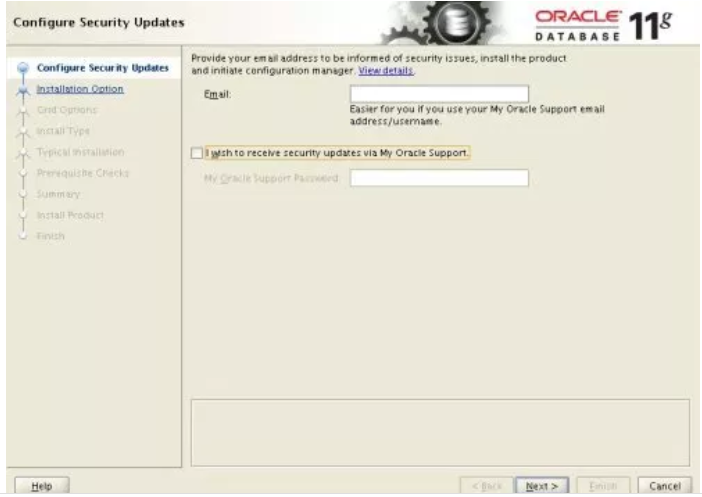 Configure Security Updates
ORACLE
DATABASE 11g
Configure Security Updates
Installation Option
Grid Options
Install Type
Typical Installation
Prerequisite Checks
Summary
Install Product
Finish
Provide your email address to be informed of security issues, install the product
and initiate configuration manager. View details.
Email:
Easier for you if you use your My Oracle Support email
address/username.
I wish to receive security updates via My Oracle Support.
My Oracle Support Password:
Help
< Back
Next >
Finish
Cancel